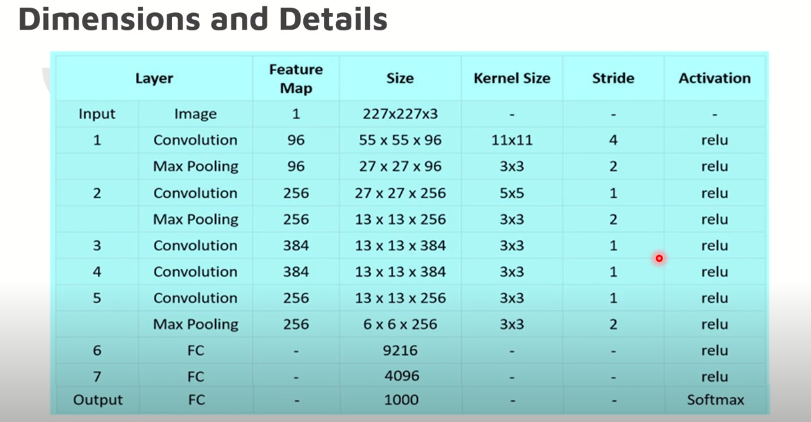 Dimensions and Details
Layer Feature Map Size Kernel Size Stride Activation
Input Image 1 227x227x3 - - -
1 Convolution 96 55 x 55 x 96 11x11 4 relu
Max Pooling 96 27 x 27 x 96 3x3 2 relu
2 Convolution 256 27 x 27 x 256 5x5 1 relu
Max Pooling 256 13 x 13 x 256 3x3 2 relu
3 Convolution 384 13 x 13 x 384 3x3 1 relu
4 Convolution 384 13 x 13 x 384 3x3 1 relu
5 Convolution 256 13 x 13 x 256 3x3 1 relu
Max Pooling 256 6 x 6 x 256 3x3 2 relu
6 FC - 9216 - - relu
7 FC - 4096 - - relu
Output FC - 1000 - - Softmax